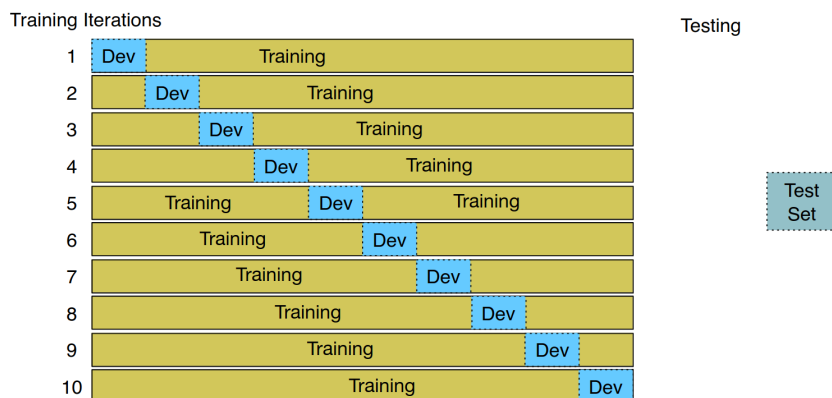 Training Iterations
Testing
1 Dev Training
2 Dev Training
3 Dev Training
4 Dev Training
5 Training Dev Training
6 Training Dev
7 Training Dev
8 Training Dev
9 Training Dev
10 Training Dev
Test
Set